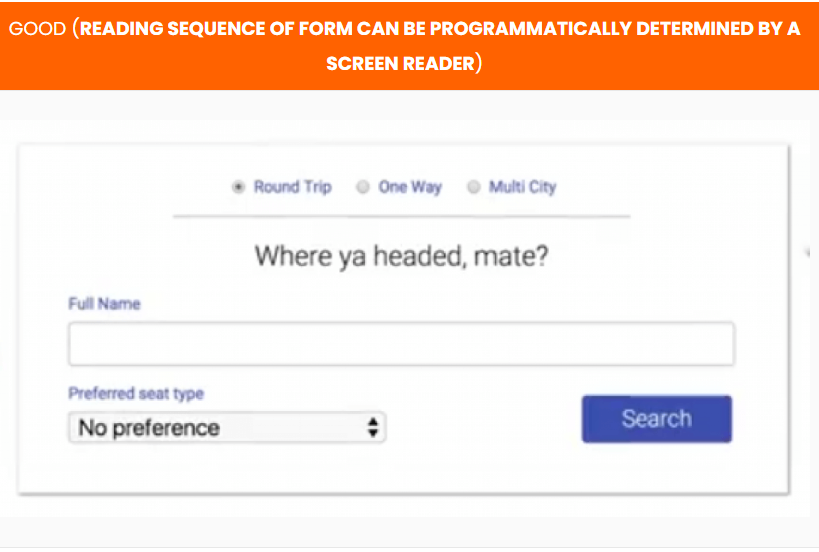 GOOD (READING SEQUENCE OF FORM CAN BE PROGRAMMATICALLY DETERMINED BY A
SCREEN READER)
Round Trip One Way Multi City
Where ya headed, mate?
Full Name
Preferred seat type
No preference
Search